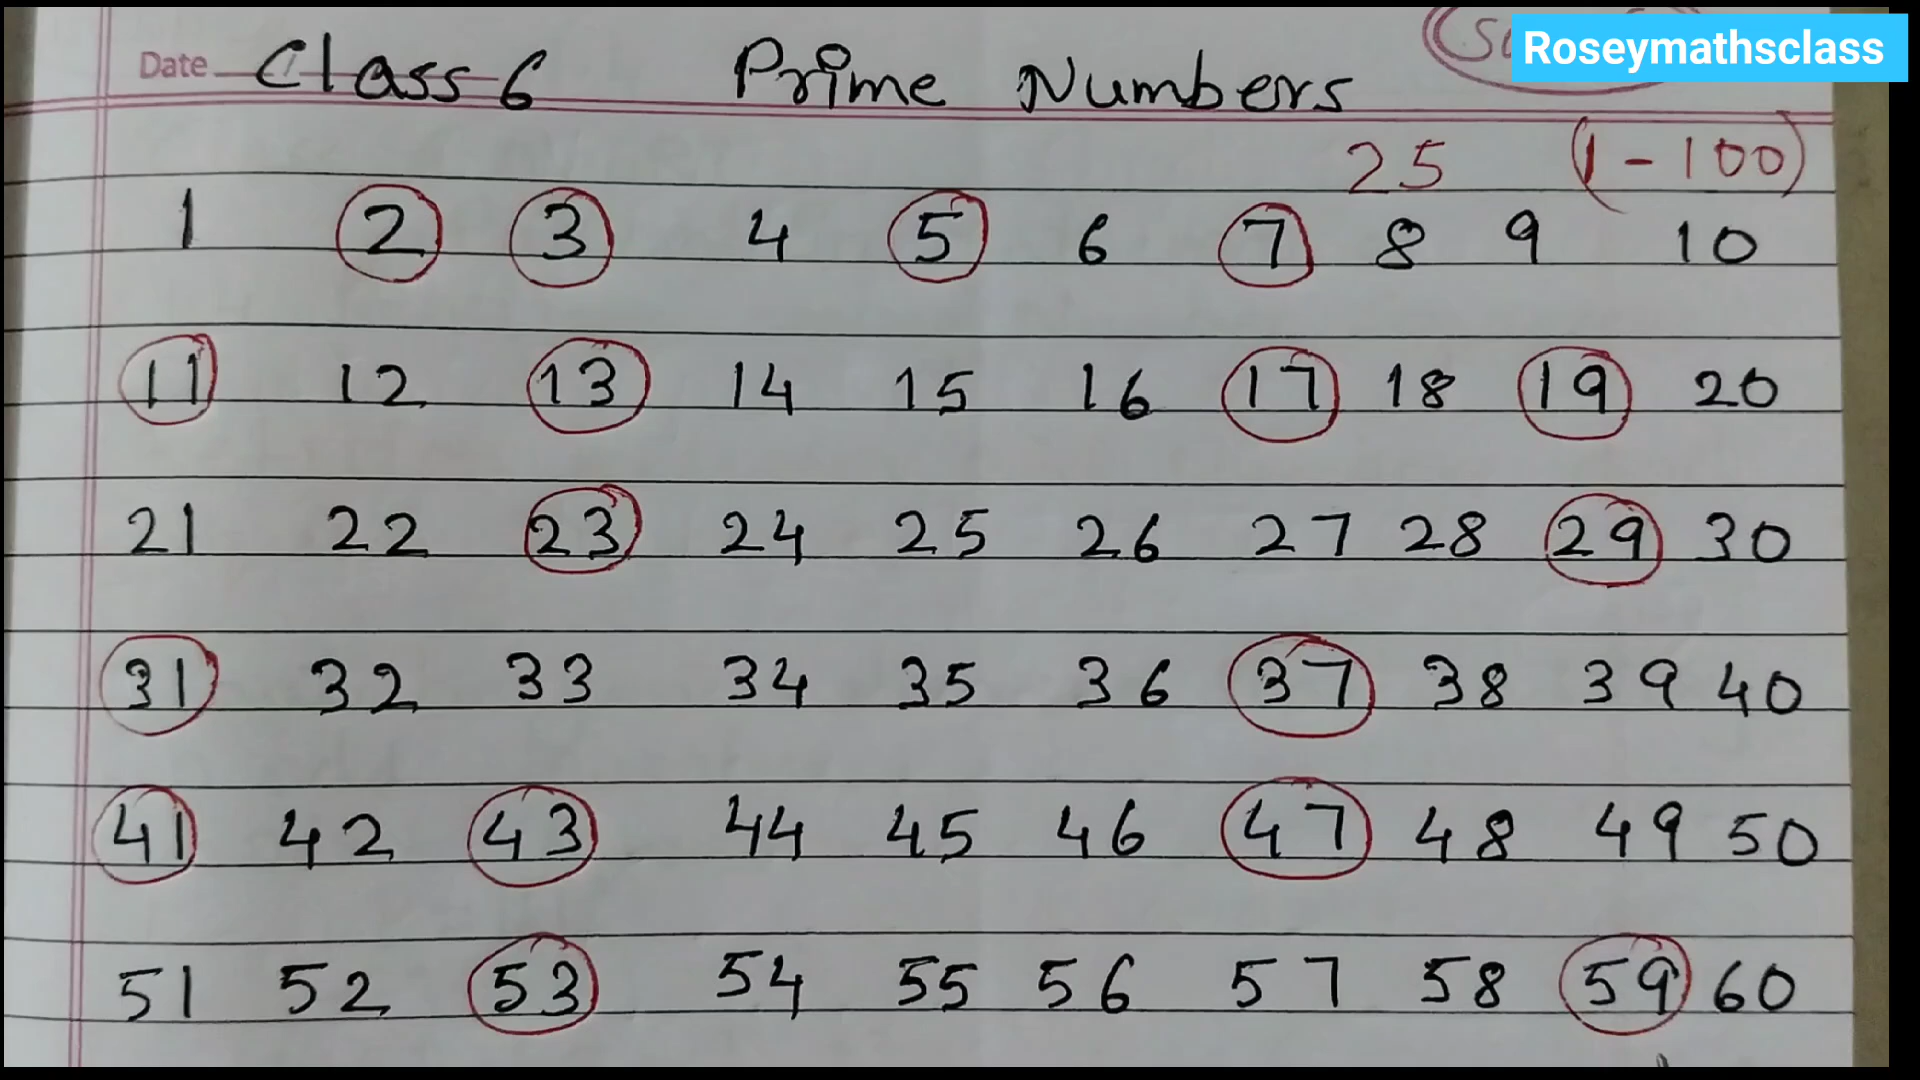 Roseymathsclass
Date Class 6 Prime Numbers
25 (1-100)
1 2 3 4 5 6 7 8 9 10
11 12 13 14 15 16 17 18 19 20
21 22 23 24 25 26 27 28 29 30
31 32 33 34 35 36 37 38 39 40
41 42 43 44 45 46 47 48 49 50
51 52 53 54 55 56 57 58 59 60